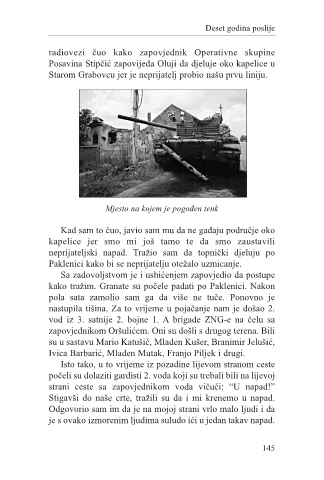 Deset godina poslije
radiovezi čuo kako zapovjednik Operativne skupine
Posavina Stipčić zapovijeda Oluji da djeluje oko kapelice u
Starom Grabovcu jer je neprijatelj probio našu prvu liniju.
Mjesto na kojem je pogođen tenk
Kad sam to čuo, javio sam mu da ne gađaju područje oko
kapelice jer smo mi još tamo te da smo zaustavili
neprijateljski napad. Tražio sam da topnički djeluju po
Paklenici kako bi se neprijatelju otežalo uzmicanje.
Sa zadovoljstvom je i ushićenjem zapovjedio da postupe
kako tražim. Granate su počele padati po Paklenici. Nakon
pola sata zamolio sam ga da više ne tuče. Ponovno je
nastupila tišina. Za to vrijeme u pojačanje nam je došao 2.
vod iz 3. satnije 2. bojne 1. A brigade ZNG-e na čelu sa
zapovjednikom Oršulićem. Oni su došli s drugog terena. Bili
su u sastavu Mario Katušić, Mladen Kušer, Branimir Jelušić,
Ivica Barbarić, Mladen Mutak, Franjo Piljek i drugi.
Isto tako, u to vrijeme iz pozadine lijevom stranom ceste
počeli su dolaziti gardisti 2. voda koji su trebali biti na lijevoj
strani ceste sa zapovjednikom voda vičući: “U napad!”
Stigavši do naše crte, tražili su da i mi krenemo u napad.
Odgovorio sam im da je na mojoj strani vrlo malo ljudi i da
je s ovako izmorenim ljudima suludo ići u jedan takav napad.
145